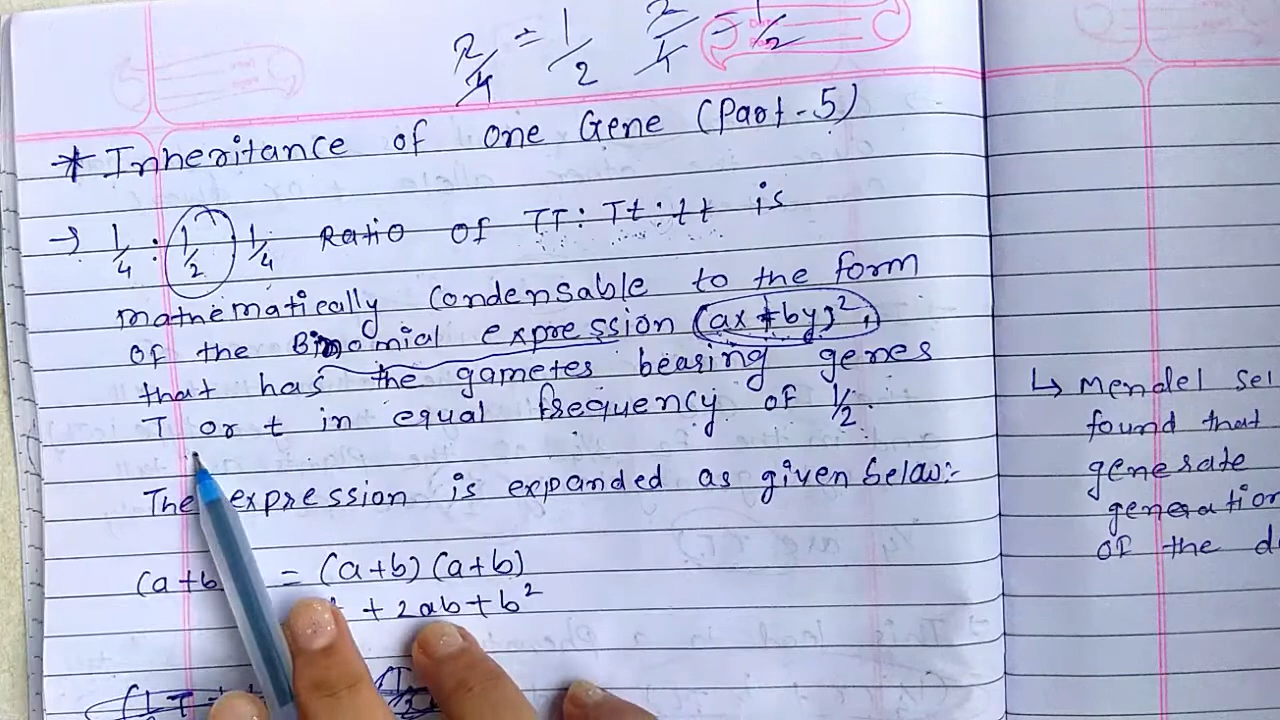 2/4 = 1/2 2/4 = 1/2
* Inheritance of one Gene (Part-5)
→ 1/4 : 1/2 : 1/4 Ratio of TT : Tt : tt is
mathematically condensable to the form
of the Binomial expression (ax + by)²,
that has the gametes bearing genes
T or t in equal frequency of 1/2.
The expression is expanded as given below:-
(a+b = (a+b) (a+b)
+ 2ab + b²
↳ Mendel sel
found that
generate
generation
of the d